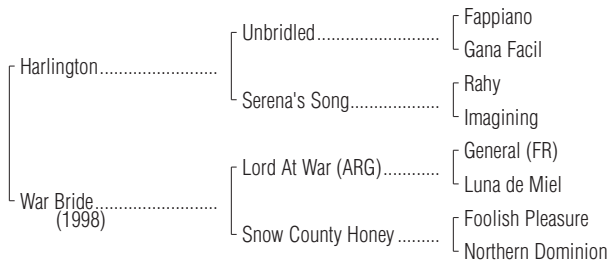 Fappiano
Unbridled....................
Gana Facil
Harlington........................
Rahy
Serena's Song....................
Imagining
General (FR)
Lord At War (ARG)............
Luna de Miel
War Bride.........................
(1998)
Foolish Pleasure
Snow County Honey .........
Northern Dominion